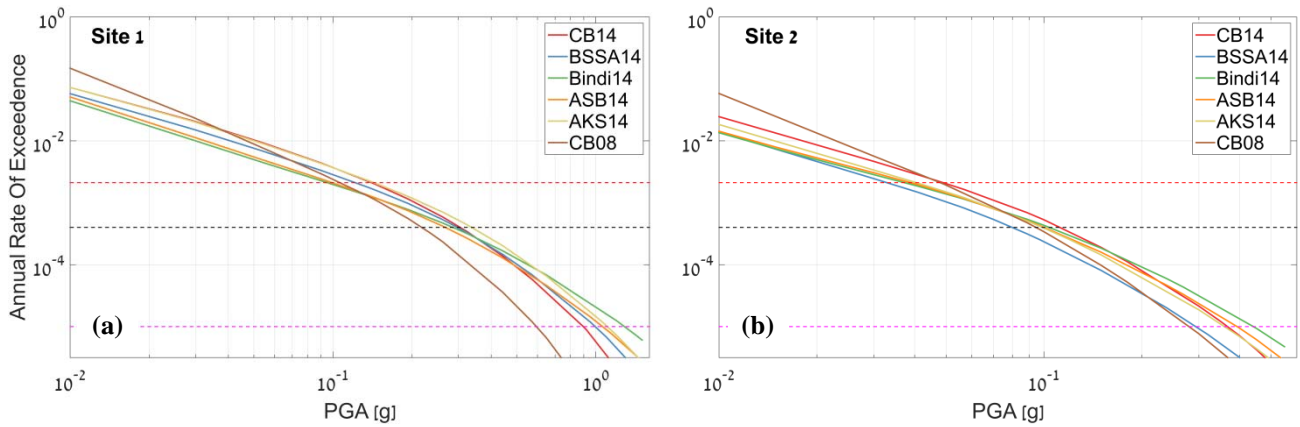 Annual Rate Of Exceedence
10^0
10^-2
10^-4
Site 1
CB14
BSSA14
Bindi14
ASB14
AKS14
CB08
(a)
10^-2
10^-1
10^0
PGA [g]
10^0
10^-2
10^-4
Site 2
CB14
BSSA14
Bindi14
ASB14
AKS14
CB08
(b)
10^-2
10^-1
PGA [g]